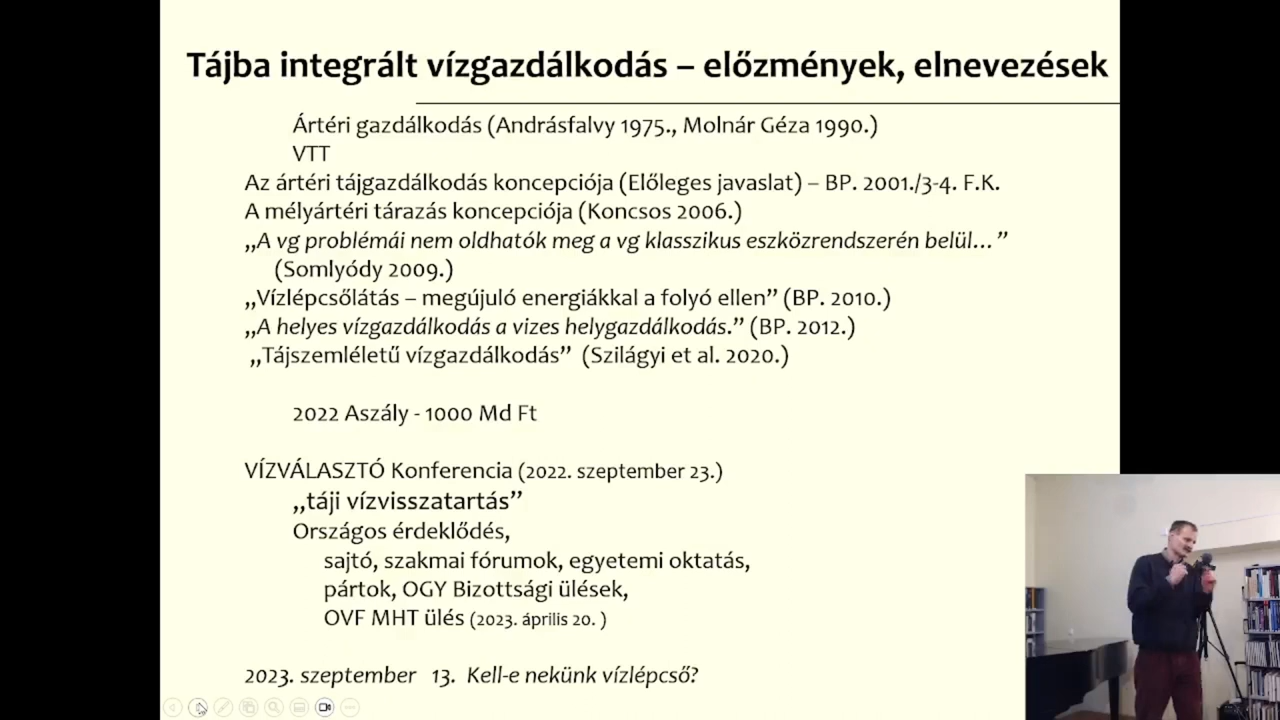 Tájba integrált vízgazdálkodás – előzmények, elnevezések
Ártéri gazdálkodás (Andrásfalvy 1975., Molnár Géza 1990.)
VTT
Az ártéri tájgazdálkodás koncepciója (Előleges javaslat) – BP. 2001./3-4. F.K.
A mélyártéri tárazás koncepciója (Koncsos 2006.)
„A vg problémái nem oldhatók meg a vg klasszikus eszközrendszerén belül…”
(Somlyódy 2009.)
„Vízlépcsőlátás – megújuló energiákkal a folyó ellen” (BP. 2010.)
„A helyes vízgazdálkodás a vizes helygazdálkodás.” (BP. 2012.)
„Tájszemléletű vízgazdálkodás” (Szilágyi et al. 2020.)
2022 Aszály - 1000 Md Ft
VÍZVÁLASZTÓ Konferencia (2022. szeptember 23.)
„táji vízvisszatartás”
Országos érdeklődés,
sajtó, szakmai fórumok, egyetemi oktatás,
pártok, OGY Bizottsági ülések,
OVF MHT ülés (2023. április 20. )
2023. szeptember 13. Kell-e nekünk vízlépcső?